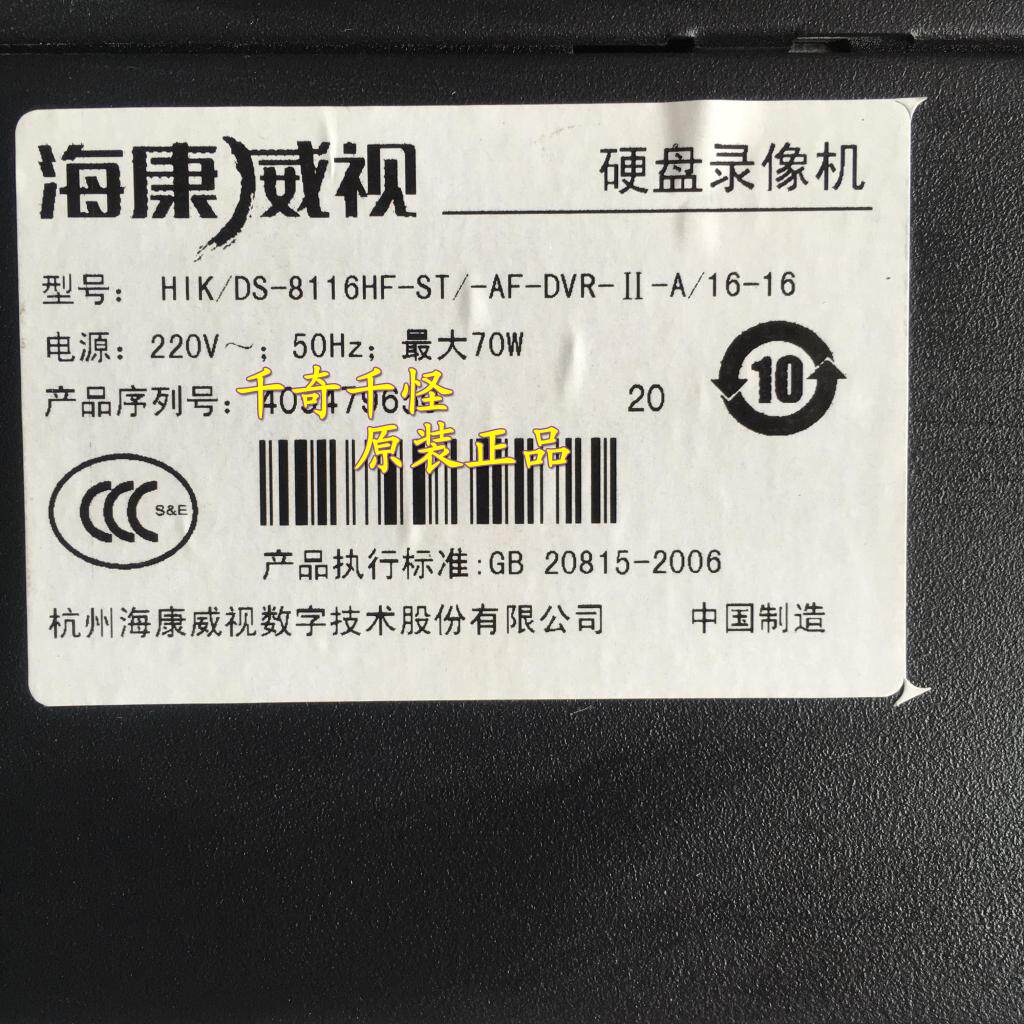 海康威视 硬盘录像机
型号: HIK/DS-8116HF-ST/-AF-DVR-Ⅱ-A/16-16
电源: 220V～; 50Hz; 最大70W
产品序列号: 20
千奇千怪
原装正品
10
CCC S&E
产品执行标准:GB 20815-2006
杭州海康威视数字技术股份有限公司 中国制造